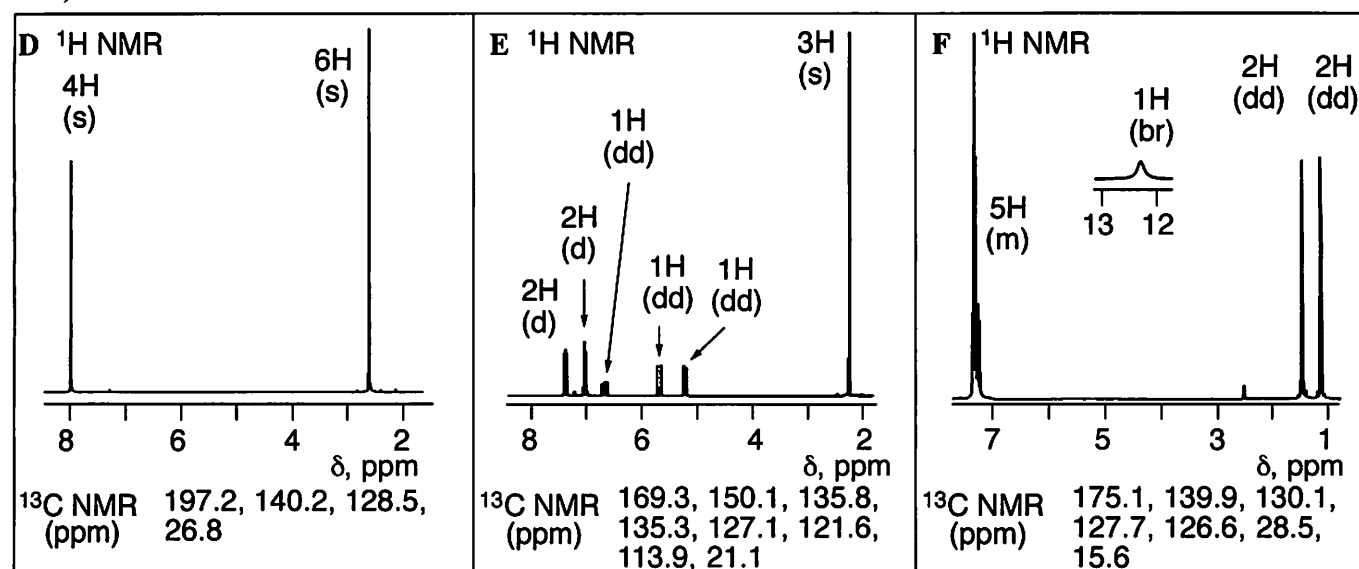 D ¹H NMR
4H
(s)
6H
(s)
8 6 4 2
δ, ppm
¹³C NMR 197.2, 140.2, 128.5,
(ppm) 26.8
E ¹H NMR
3H
(s)
1H
(dd)
2H
(d)
2H
(d)
1H
(dd)
1H
(dd)
8 6 4 2
δ, ppm
¹³C NMR 169.3, 150.1, 135.8,
(ppm) 135.3, 127.1, 121.6,
113.9, 21.1
F ¹H NMR
2H
(dd)
2H
(dd)
1H
(br)
13 12
5H
(m)
7 5 3 1
δ, ppm
¹³C NMR 175.1, 139.9, 130.1,
(ppm) 127.7, 126.6, 28.5,
15.6